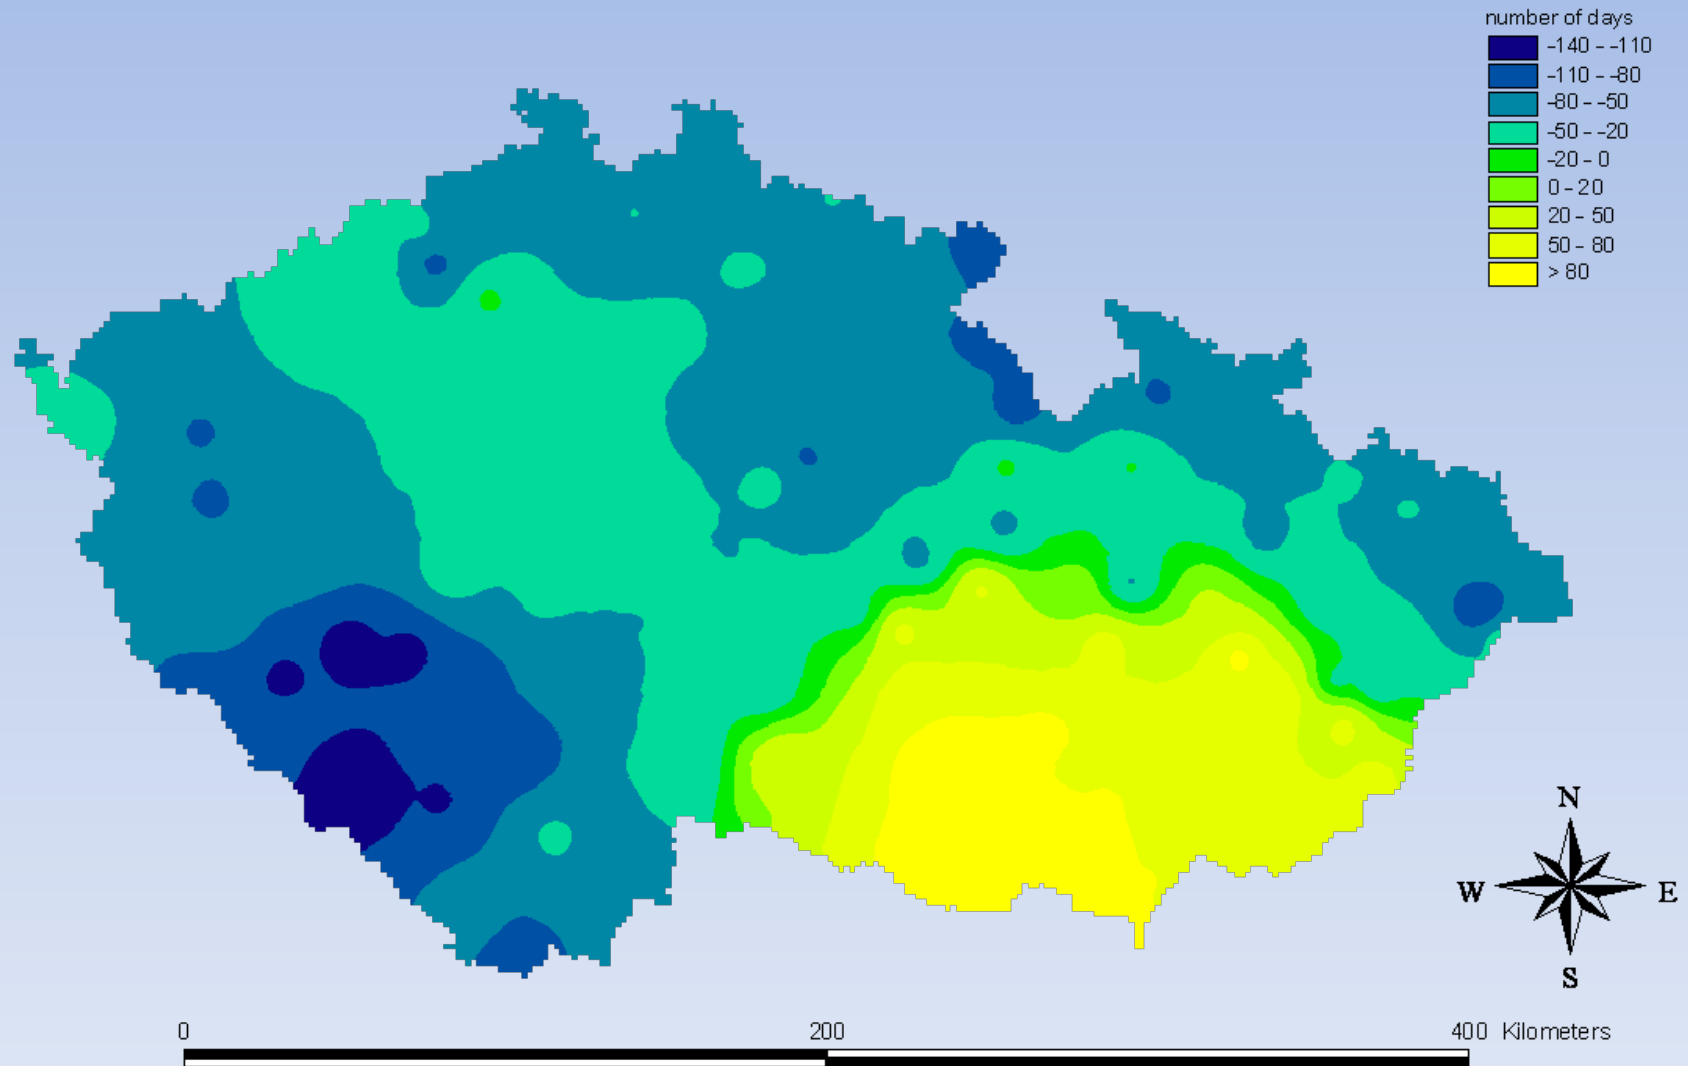 number of days
-140 - -110
-110 - -80
-80 - -50
-50 - -20
-20 - 0
0 - 20
20 - 50
50 - 80
> 80
N
W E
S
0 200 400 Kilometers